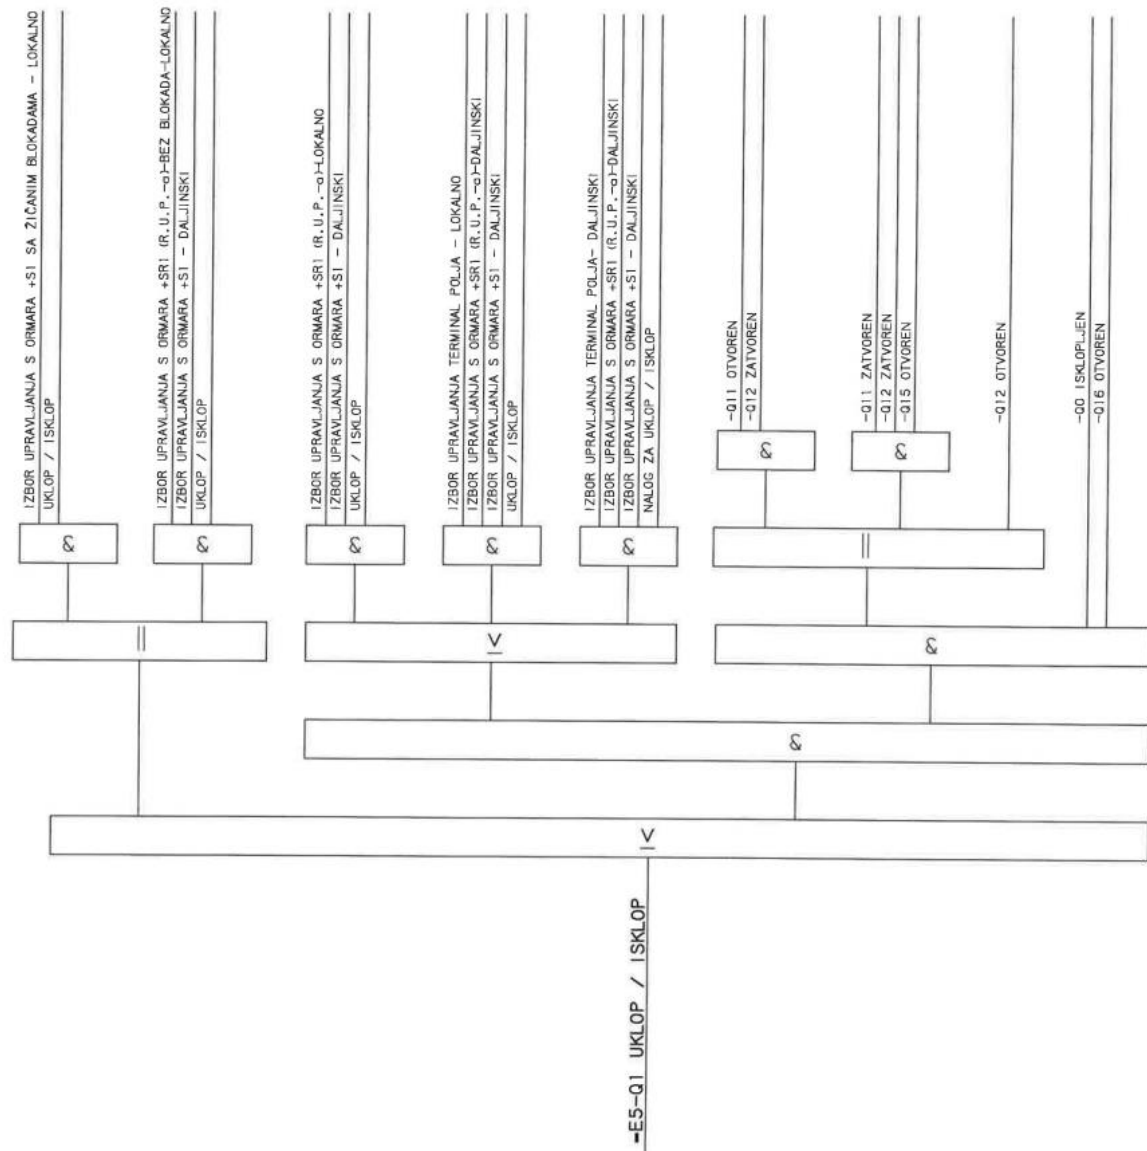 IZBOR UPRAVLJANJA S ORMARA +S1 SA ŽIČANIM BLOKADAMA - LOKALNO
UKLOP / ISKLOP
&
IZBOR UPRAVLJANJA S ORMARA +SR1 (R.U.P.-a)-BEZ BLOKADA-LOKALNO
IZBOR UPRAVLJANJA S ORMARA +S1 - DALJINSKI
UKLOP / ISKLOP
&
||
IZBOR UPRAVLJANJA S ORMARA +SR1 (R.U.P.-a)-LOKALNO
IZBOR UPRAVLJANJA S ORMARA +S1 - DALJINSKI
UKLOP / ISKLOP
&
IZBOR UPRAVLJANJA TERMINAL POLJA - LOKALNO
IZBOR UPRAVLJANJA S ORMARA +SR1 (R.U.P.-a)-DALJINSKI
IZBOR UPRAVLJANJA S ORMARA +S1 - DALJINSKI
UKLOP / ISKLOP
&
IZBOR UPRAVLJANJA TERMINAL POLJA- DALJINSKI
IZBOR UPRAVLJANJA S ORMARA +SR1 (R.U.P.-a)-DALJINSKI
IZBOR UPRAVLJANJA S ORMARA +S1 - DALJINSKI
NALOG ZA UKLOP / ISKLOP
&
V
-Q11 OTVOREN
-Q12 ZATVOREN
&
-Q11 ZATVOREN
-Q12 ZATVOREN
-Q15 OTVOREN
&
-Q12 OTVOREN
||
-Q0 ISKLOPLJEN
-Q16 OTVOREN
&
&
V
-E5-Q1 UKLOP / ISKLOP